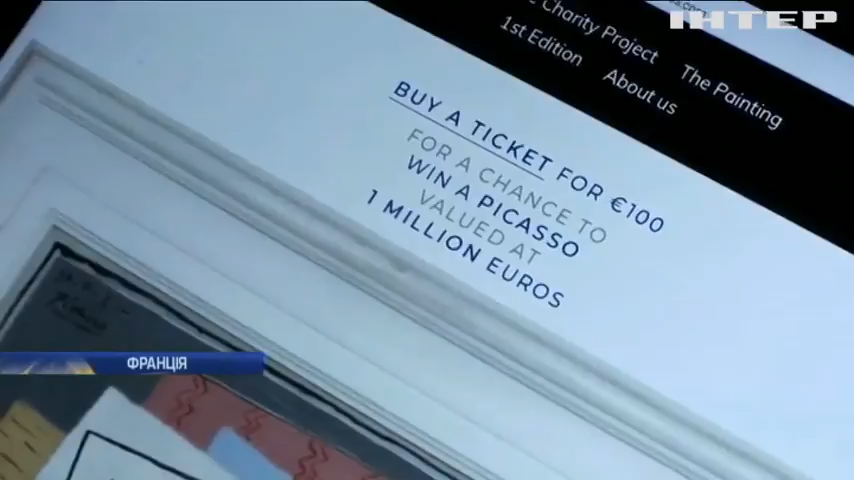 ІНТЕР
Charity Project
1st Edition
The Painting
About us
BUY A TICKET FOR €100
FOR A CHANCE TO
WIN A PICASSO
VALUED AT
1 MILLION EUROS
ФРАНЦІЯ